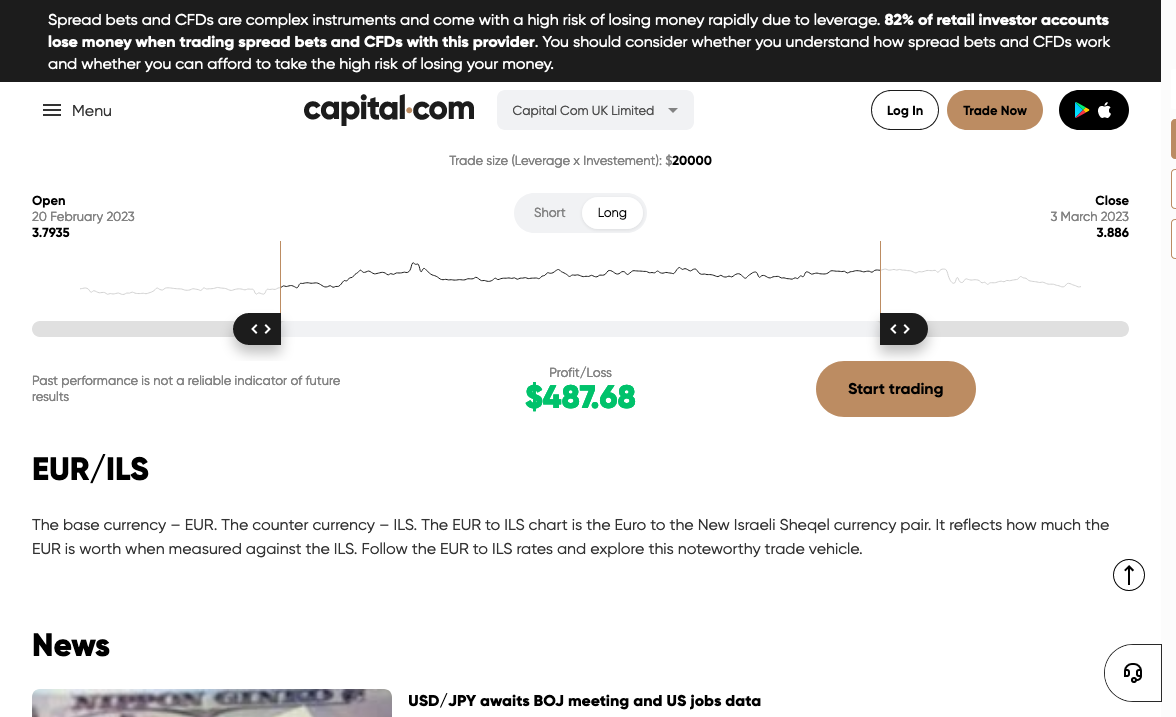 Spread bets and CFDs are complex instruments and come with a high risk of losing money rapidly due to leverage. 82% of retail investor accounts
lose money when trading spread bets and CFDs with this provider. You should consider whether you understand how spread bets and CFDs work
and whether you can afford to take the high risk of losing your money.
Menu
capital.com
Capital Com UK Limited
Log In
Trade Now
Trade size (Leverage x Investement): $20000
Open
20 February 2023
3.7935
Short
Long
Close
3 March 2023
3.886
Past performance is not a reliable indicator of future
results
Profit/Loss
$487.68
Start trading
EUR/ILS
The base currency – EUR. The counter currency – ILS. The EUR to ILS chart is the Euro to the New Israeli Sheqel currency pair. It reflects how much the
EUR is worth when measured against the ILS. Follow the EUR to ILS rates and explore this noteworthy trade vehicle.
News
NIPPON GINKO
USD/JPY awaits BOJ meeting and US jobs data